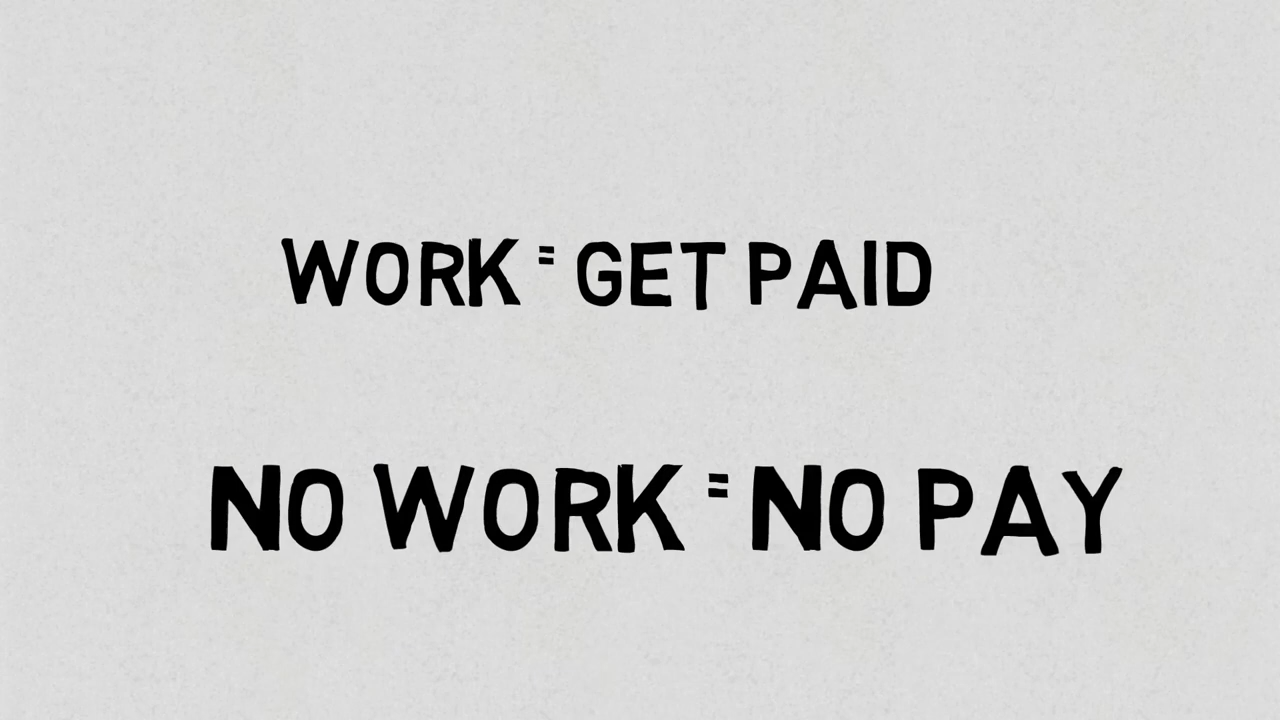 WORK = GET PAID
NO WORK = NO PAY